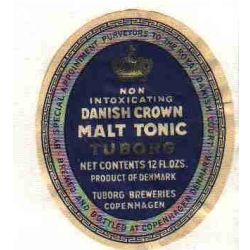 BY SPECIAL APPOINTMENT PURVEYORS TO THE ROYAL DANISH COURT
NON
INTOXICATING
DANISH CROWN
MALT TONIC
TUBORG
NET CONTENTS 12 FL.OZS.
PRODUCT OF DENMARK
TUBORG BREWERIES
COPENHAGEN
BREWED AND BOTTLED AT COPENHAGEN DENMARK